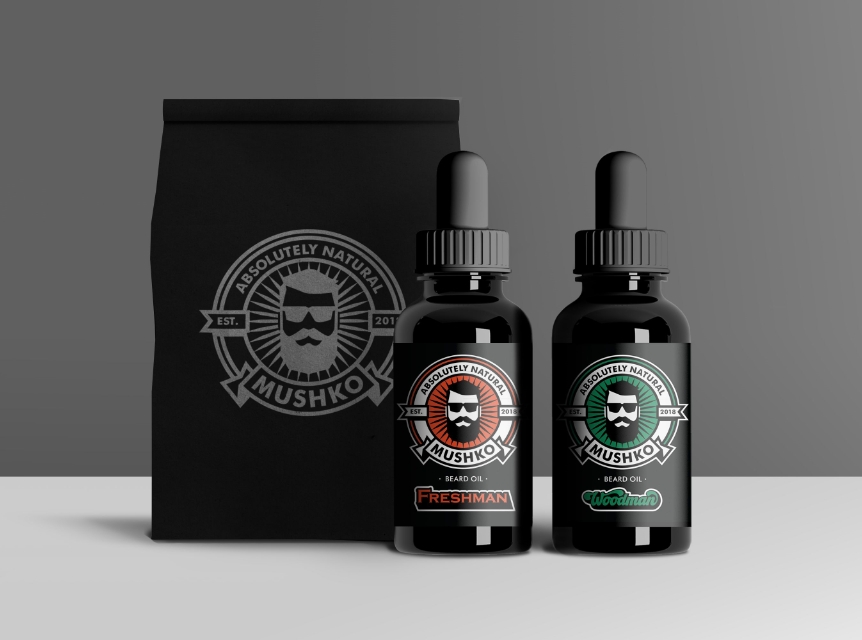 ABSOLUTELY NATURAL
EST. 201
MUSHKO
ABSOLUTELY NATURAL
EST. 2018
MUSHKO
· BEARD OIL ·
FRESHMAN
ABSOLUTELY NATURAL
EST. 2018
MUSHKO
· BEARD OIL ·
Woodman